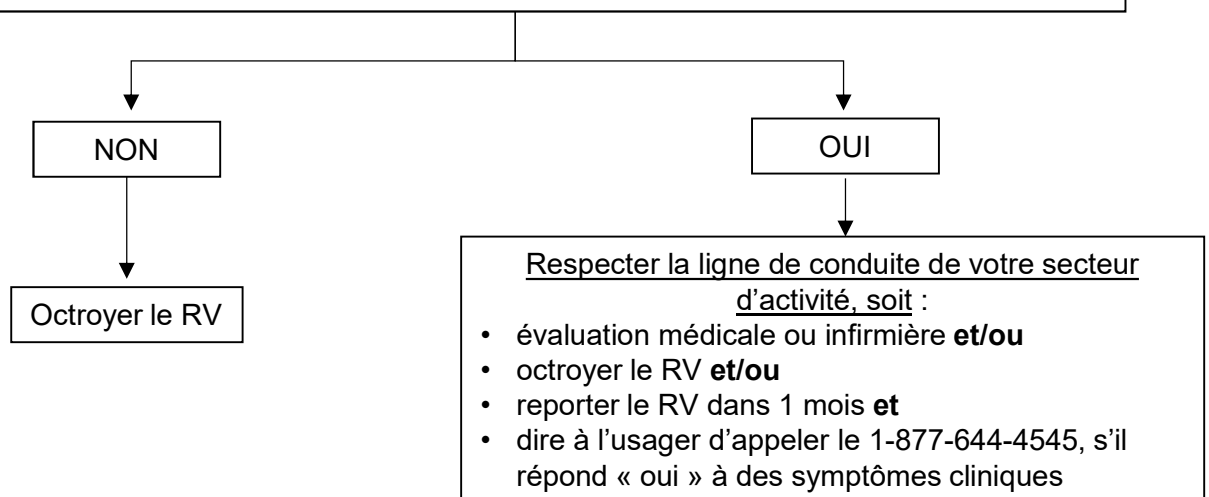 NON
OUI
Octroyer le RV
Respecter la ligne de conduite de votre secteur
d’activité, soit :
• évaluation médicale ou infirmière et/ou
• octroyer le RV et/ou
• reporter le RV dans 1 mois et
• dire à l’usager d’appeler le 1-877-644-4545, s’il
répond « oui » à des symptômes cliniques